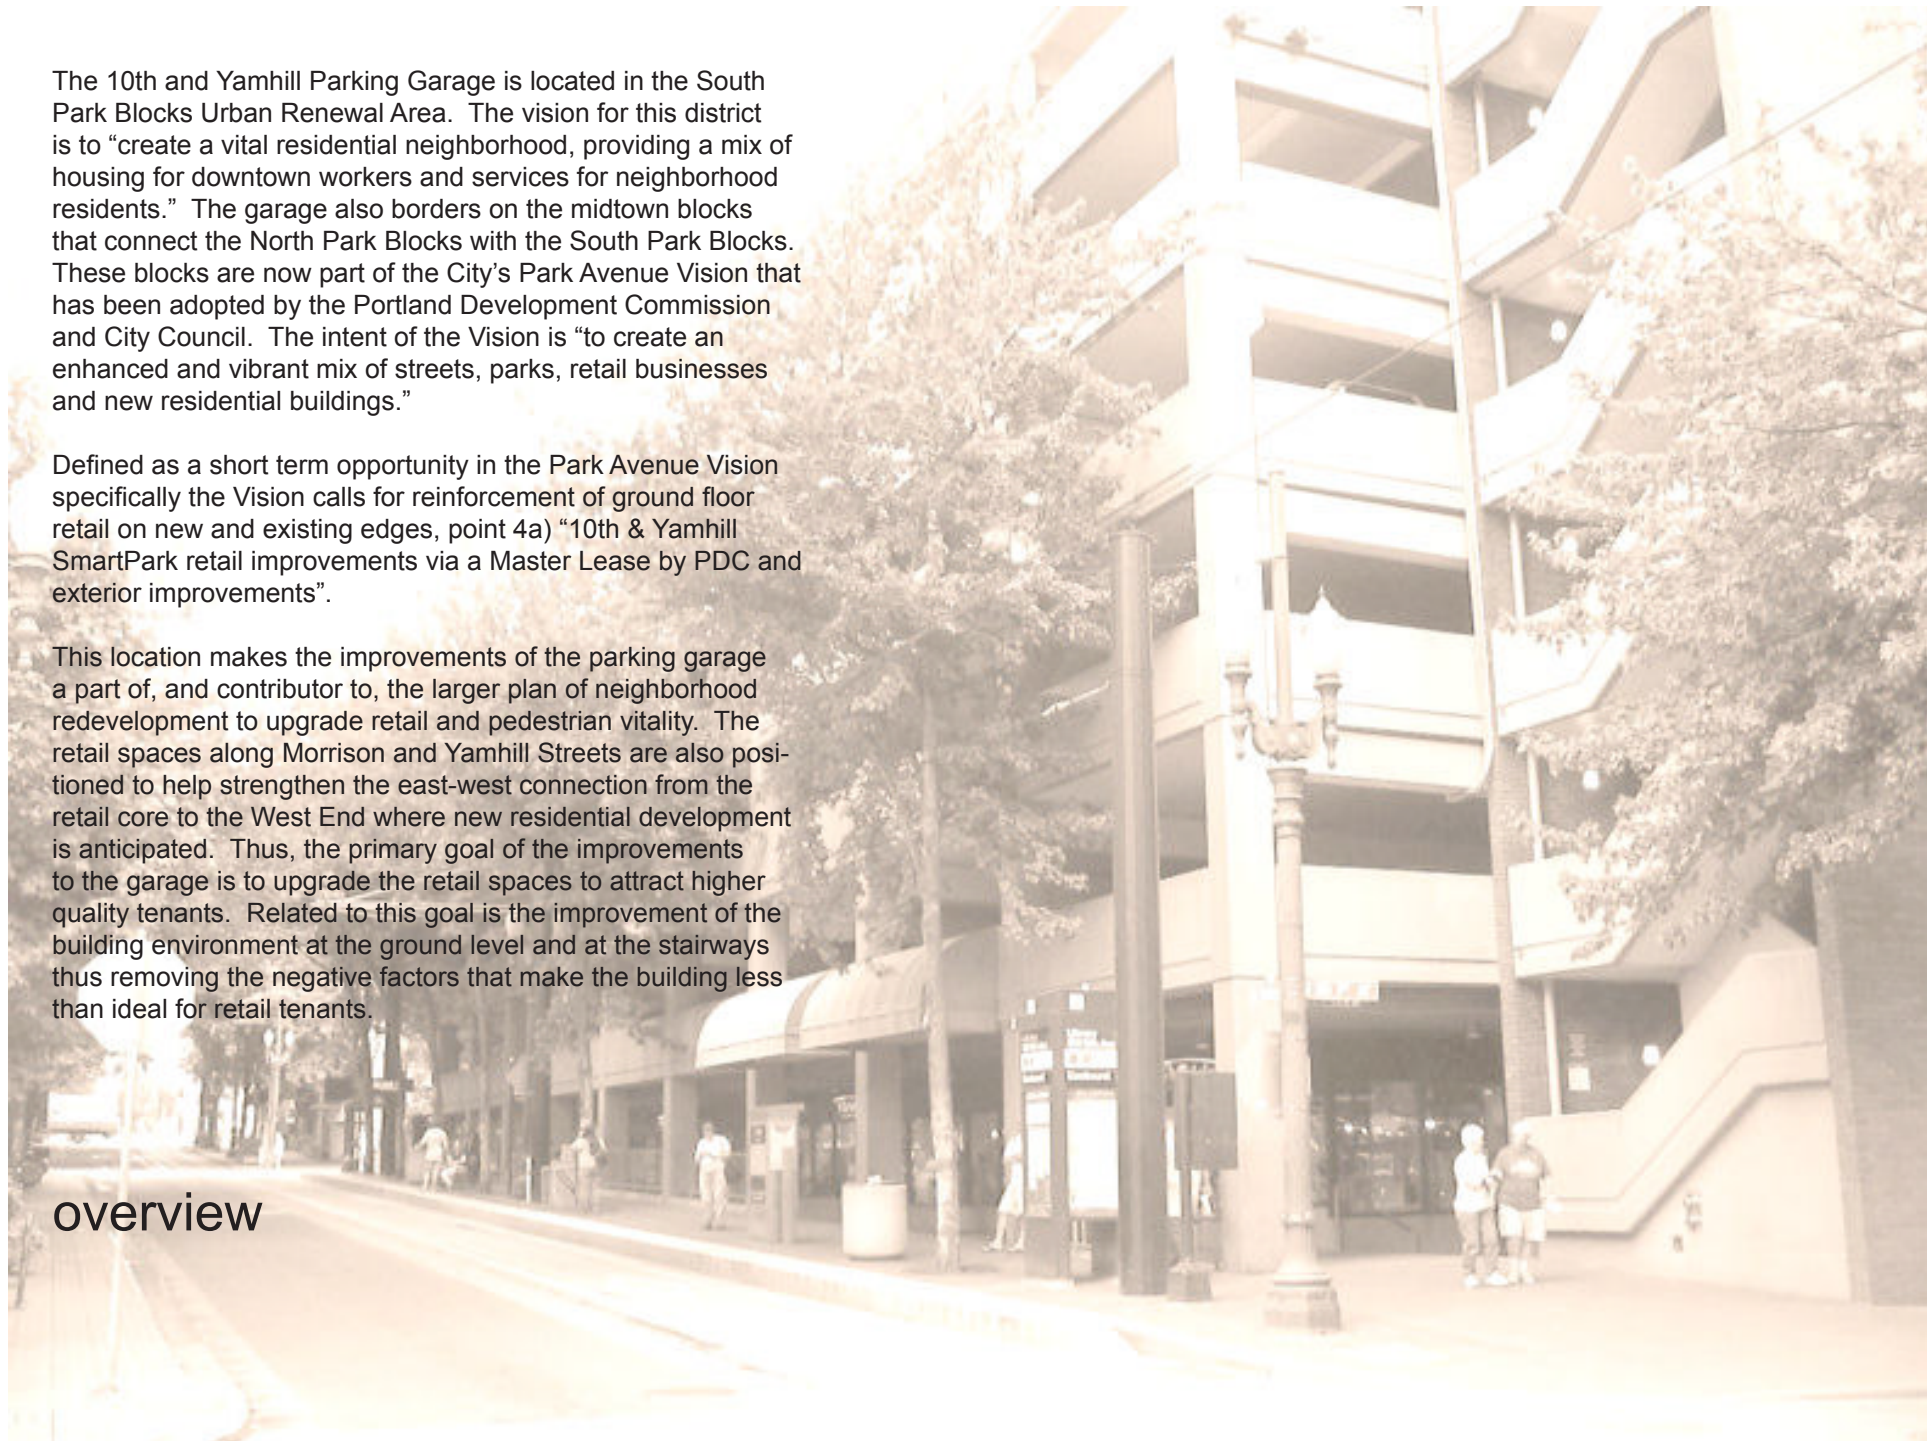 The 10th and Yamhill Parking Garage is located in the South
Park Blocks Urban Renewal Area.  The vision for this district
is to “create a vital residential neighborhood, providing a mix of
housing for downtown workers and services for neighborhood
residents.”  The garage also borders on the midtown blocks
that connect the North Park Blocks with the South Park Blocks.
These blocks are now part of the City’s Park Avenue Vision that
has been adopted by the Portland Development Commission
and City Council.  The intent of the Vision is “to create an
enhanced and vibrant mix of streets, parks, retail businesses
and new residential buildings.”
Defined as a short term opportunity in the Park Avenue Vision
specifically the Vision calls for reinforcement of ground floor
retail on new and existing edges, point 4a) “10th & Yamhill
SmartPark retail improvements via a Master Lease by PDC and
exterior improvements”.
This location makes the improvements of the parking garage
a part of, and contributor to, the larger plan of neighborhood
redevelopment to upgrade retail and pedestrian vitality.  The
retail spaces along Morrison and Yamhill Streets are also posi-
tioned to help strengthen the east-west connection from the
retail core to the West End where new residential development
is anticipated.  Thus, the primary goal of the improvements
to the garage is to upgrade the retail spaces to attract higher
quality tenants.  Related to this goal is the improvement of the
building environment at the ground level and at the stairways
thus removing the negative factors that make the building less
than ideal for retail tenants.
overview